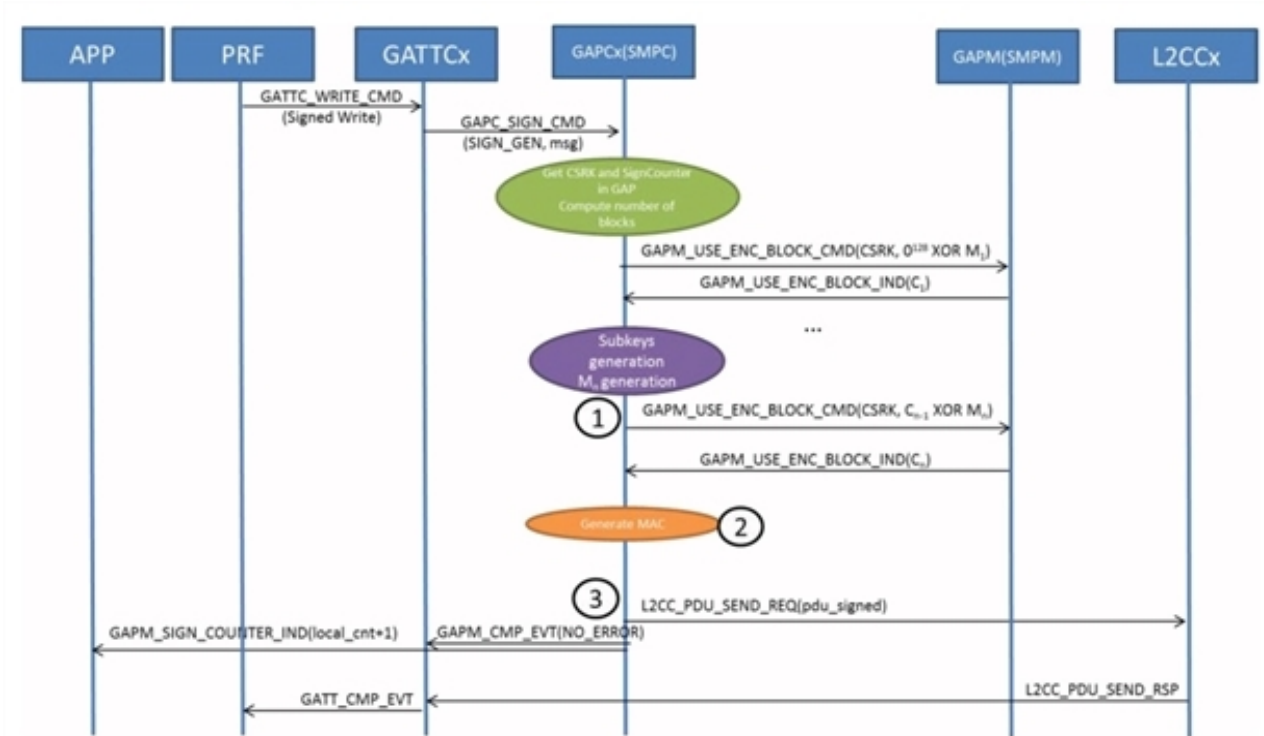 APP
PRF
GATTCx
GAPCx(SMPC)
GAPM(SMPM)
L2CCx
GATTC_WRITE_CMD
(Signed Write)
GAPC_SIGN_CMD
(SIGN_GEN, msg)
Get CSRK and SignCounter
in GAP
Compute number of
blocks
GAPM_USE_ENC_BLOCK_CMD(CSRK, 0¹²⁸ XOR M₁)
GAPM_USE_ENC_BLOCK_IND(C₁)
...
Subkeys
generation
Mₙ generation
1
GAPM_USE_ENC_BLOCK_CMD(CSRK, Cₙ₋₁ XOR Mₙ)
GAPM_USE_ENC_BLOCK_IND(Cₙ)
Generate MAC
2
3
L2CC_PDU_SEND_REQ(pdu_signed)
GAPM_SIGN_COUNTER_IND(local_cnt+1)
GAPM_CMP_EVT(NO_ERROR)
L2CC_PDU_SEND_RSP
GATT_CMP_EVT